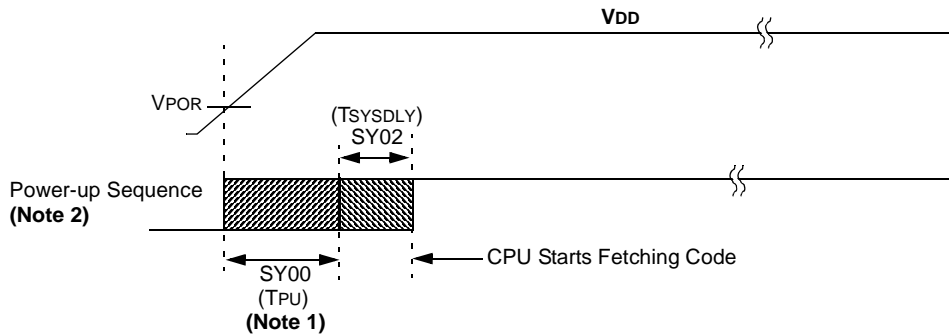 VDD
VPOR
(TSYSDLY)
SY02
Power-up Sequence
(Note 2)
CPU Starts Fetching Code
SY00
(TPU)
(Note 1)